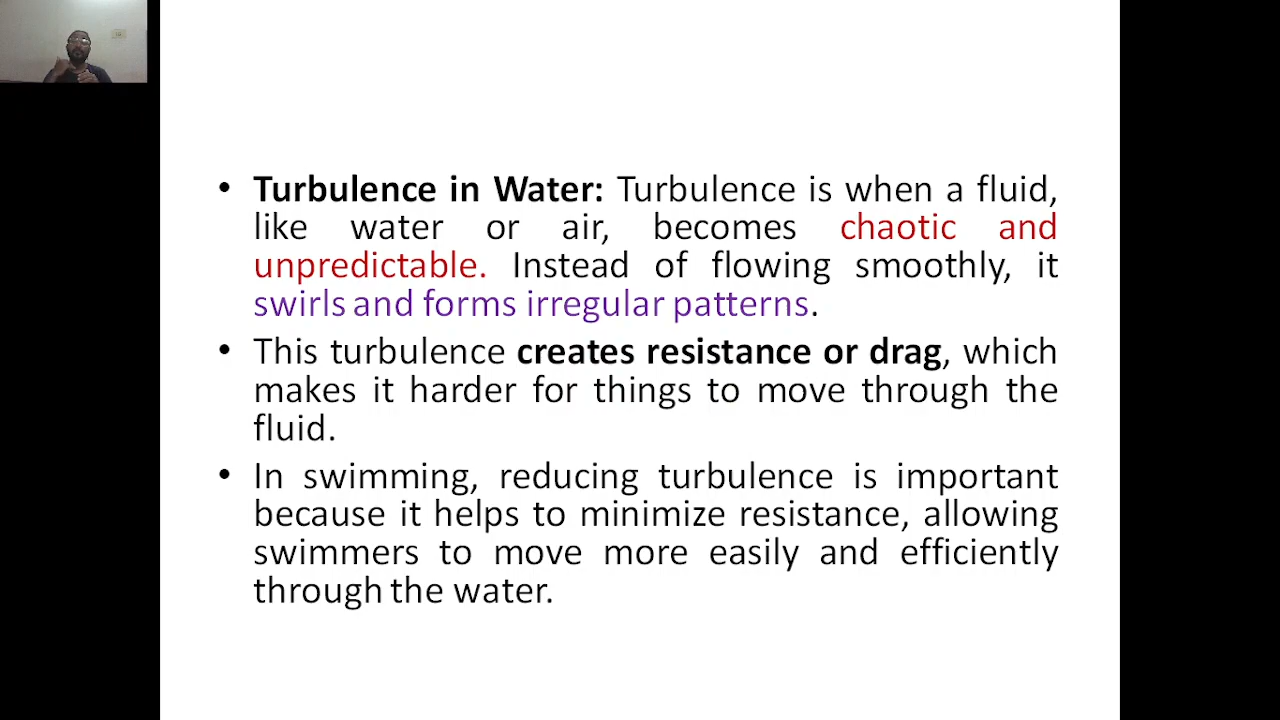 • Turbulence in Water: Turbulence is when a fluid,
like water or air, becomes chaotic and
unpredictable. Instead of flowing smoothly, it
swirls and forms irregular patterns.
• This turbulence creates resistance or drag, which
makes it harder for things to move through the
fluid.
• In swimming, reducing turbulence is important
because it helps to minimize resistance, allowing
swimmers to move more easily and efficiently
through the water.